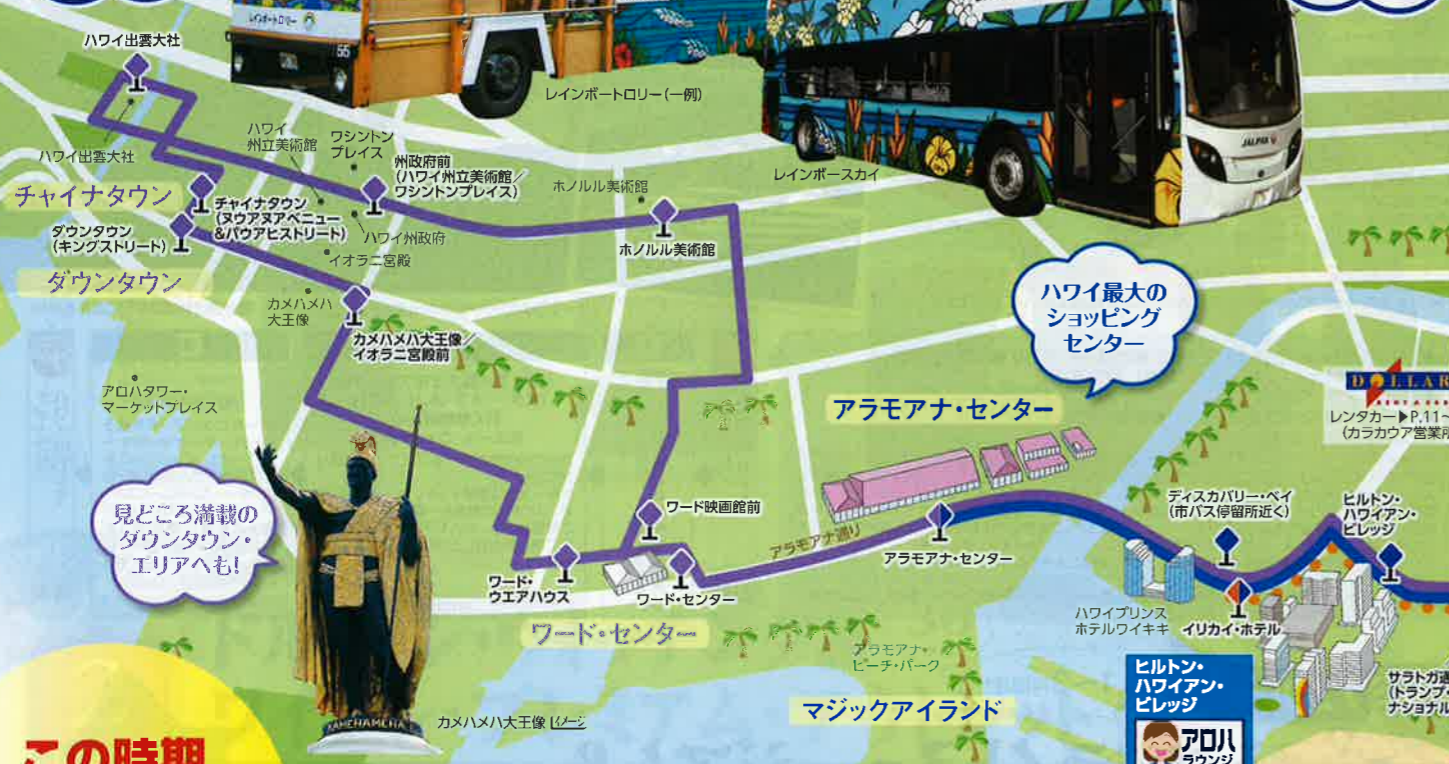 レインボートロリー
55
ハワイ出雲大社
レインボートロリー（一例）
JALPAK
レインボースカイ
ハワイ出雲大社
ハワイ
州立美術館
ワシントン
プレイス
州政府前
（ハワイ州立美術館／
ワシントンプレイス）
ホノルル美術館
チャイナタウン
チャイナタウン
（ヌウアヌアベニュー
＆パウアヒストリート）
ダウンタウン
（キングストリート）
ハワイ州政府
イオラニ宮殿
ホノルル美術館
ダウンタウン
カメハメハ
大王像
カメハメハ大王像／
イオラニ宮殿前
ハワイ最大の
ショッピング
センター
アロハタワー・
マーケットプレイス
DOLLAR
レンタカー▶P.11～
（カラカウア営業所
アラモアナ・センター
見どころ満載の
ダウンタウン・
エリアへも!
ワード映画館前
アラモアナ通り
アラモアナ・センター
ディスカバリー・ベイ
（市バス停留所近く）
ヒルトン・
ハワイアン・
ビレッジ
ワード・
ウエアハウス
ワード・センター
ハワイプリンス
ホテルワイキキ
イリカイ・ホテル
ワード・センター
アラモアナ・
ビーチ・パーク
マジックアイランド
ヒルトン・
ハワイアン・
ビレッジ
アロハ
ラウンジ
サラトガ通
（トランプ・
ナショナル
KAMEHAMEHA
カメハメハ大王像 イメージ
この時期